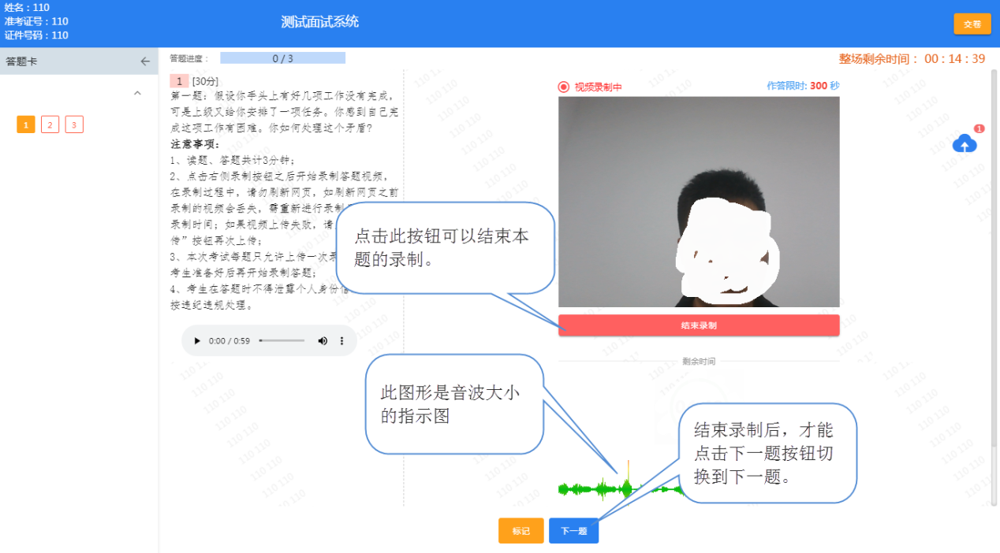 姓名：110
准考证号：110
证件号码：110
测试面试系统
交卷
答题卡
答题进度：
0 / 3
整场剩余时间： 00 : 14 : 39
1
2
3
1 [30分]
第一题：假设你手头上有好几项工作没有完成，
可是上级又给你安排了一项任务。你感到自己完
成这项工作有困难。你如何处理这个矛盾？
注意事项：
1、读题、答题共计3分钟；
2、点击右侧录制按钮之后开始录制答题视频，
在录制过程中，请勿刷新网页，如刷新网页之前
录制的视频会丢失，需重新进行录制
录制时间；如果视频上传失败，请
传”按钮再次上传；
3、本次考试每题只允许上传一次
考生准备好后再开始录制答题；
4、考生在答题时不得泄露个人身份
按违纪违规处理。
0:00 / 0:59
视频录制中
作答限时: 300 秒
1
点击此按钮可以结束本
题的录制。
结束录制
剩余时间
此图形是音波大小
的指示图
结束录制后，才能
点击下一题按钮切
换到下一题。
标记
下一题